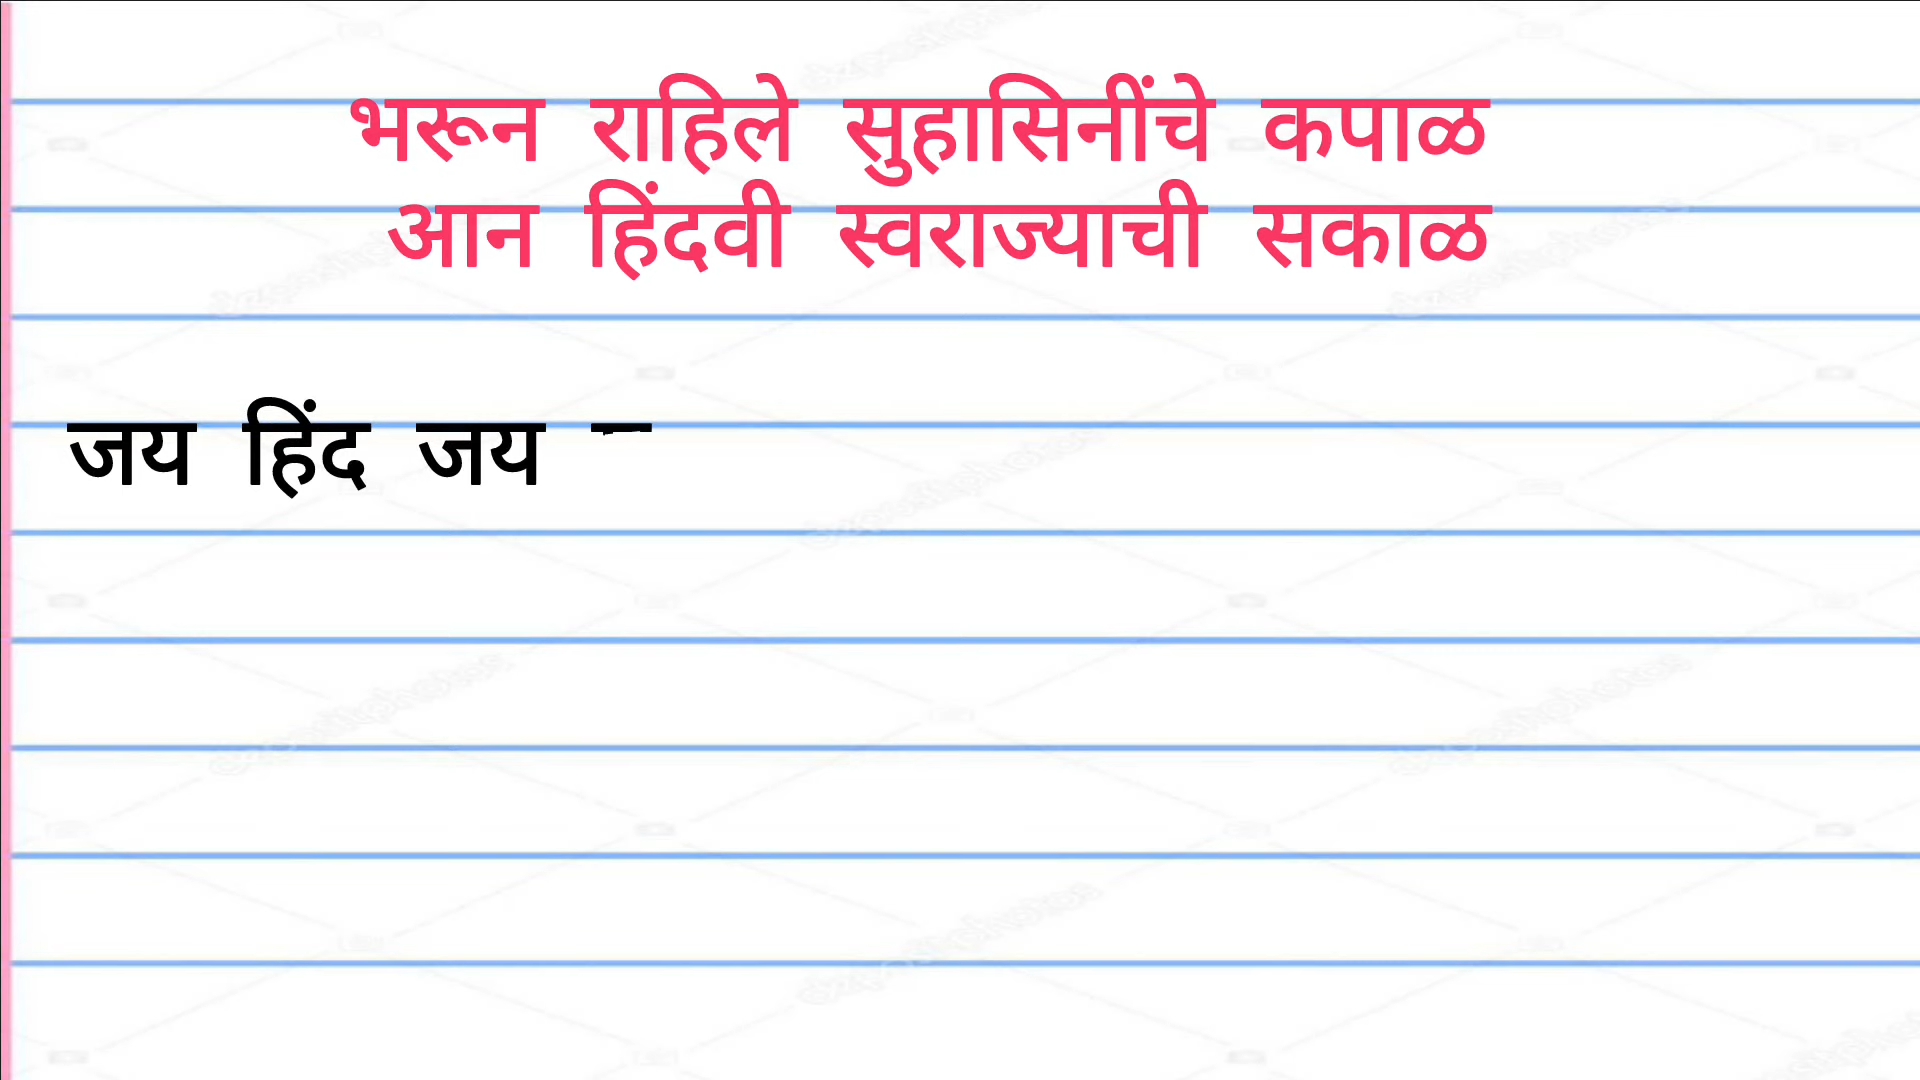 भरून राहिले सुहासिनींचे कपाळ
आन हिंदवी स्वराज्याची सकाळ
जय हिंद जय